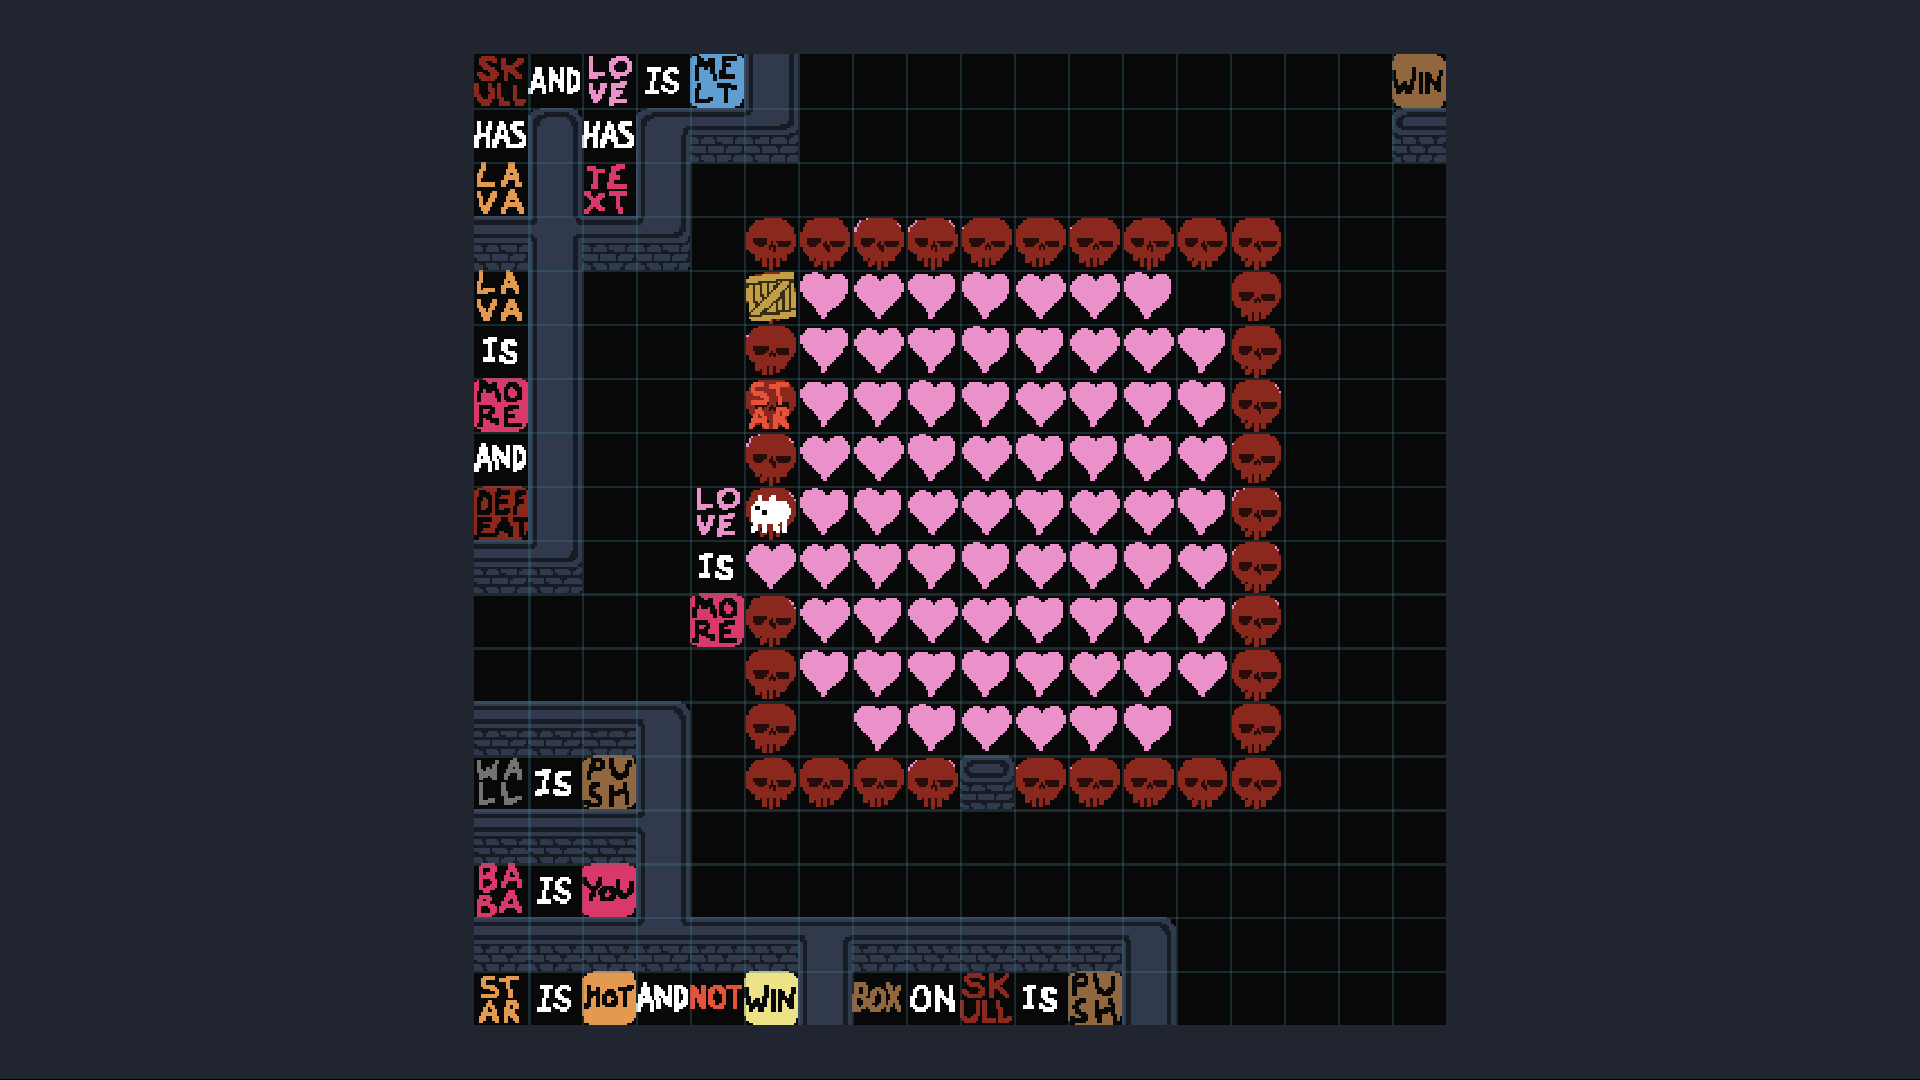 SKULL AND LOVE IS MELT WIN
HAS HAS
LAVA TEXT
LAVA
IS
MORE STAR
AND
DEFEAT LOVE
IS
MORE
WALL IS PUSH
BABA IS YOU
STAR IS HOT AND NOT WIN BOX ON SKULL IS PUSH